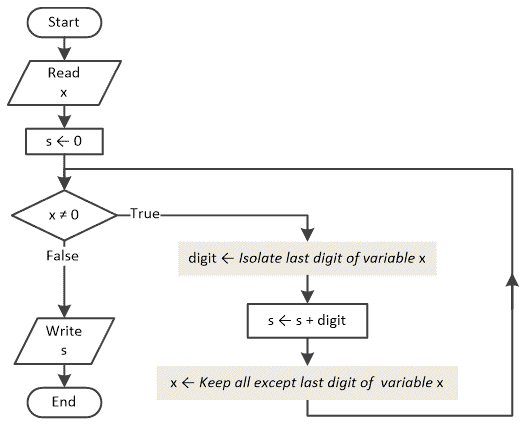 Start
Read
x
s ← 0
x ≠ 0
True
False
digit ← Isolate last digit of variable x
s ← s + digit
x ← Keep all except last digit of variable x
Write
s
End